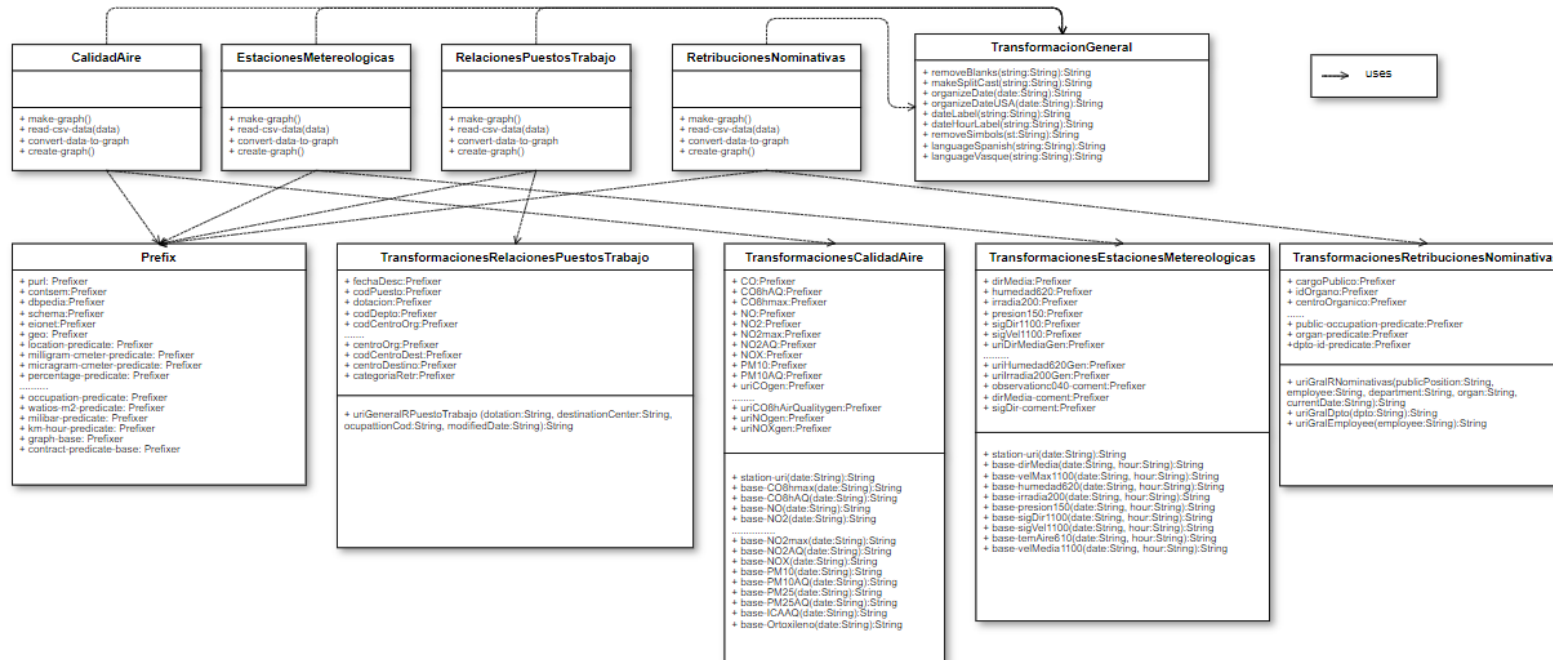 CalidadAire
+ make-graph()
+ read-csv-data(data)
+ convert-data-to-graph
+ create-graph()
EstacionesMetereologicas
+ make-graph()
+ read-csv-data(data)
+ convert-data-to-graph
+ create-graph()
RelacionesPuestosTrabajo
+ make-graph()
+ read-csv-data(data)
+ convert-data-to-graph
+ create-graph()
RetribucionesNominativas
+ make-graph()
+ read-csv-data(data)
+ convert-data-to-graph
+ create-graph()
TransformacionGeneral
+ removeBlanks(string:String):String
+ makeSplitCast(string:String):String
+ organizeDate(date:String):String
+ organizeDateUSA(date:String):String
+ dateLabel(string:String):String
+ dateHourLabel(string:String):String
+ removeSimbols(st:String):String
+ languageSpanish(string:String):String
+ languageVasque(string:String):String
uses
Prefix
+ purl: Prefixer
+ contsem:Prefixer
+ dbpedia:Prefixer
+ schema:Prefixer
+ eionet:Prefixer
+ geo: Prefixer
+ location-predicate: Prefixer
+ milligram-cmeter-predicate: Prefixer
+ micragram-cmeter-predicate: Prefixer
+ percentage-predicate: Prefixer
..........
+ occupation-predicate: Prefixer
+ watios-m2-predicate: Prefixer
+ milibar-predicate: Prefixer
+ km-hour-predicate: Prefixer
+ graph-base: Prefixer
+ contract-predicate-base: Prefixer
TransformacionesRelacionesPuestosTrabajo
+ fechaDesc:Prefixer
+ codPuesto:Prefixer
+ dotacion:Prefixer
+ codDepto:Prefixer
+ codCentroOrg:Prefixer
.......
+ centroOrg:Prefixer
+ codCentroDest:Prefixer
+ centroDestino:Prefixer
+ categoriaRetr:Prefixer
+ uriGeneralRPuestoTrabajo (dotation:String, destinationCenter:String,
ocupattionCod:String, modifiedDate:String):String
TransformacionesCalidadAire
+ CO:Prefixer
+ CO8hAQ:Prefixer
+ CO8hmax:Prefixer
+ NO:Prefixer
+ NO2:Prefixer
+ NO2max:Prefixer
+ NO2AQ:Prefixer
+ NOX:Prefixer
+ PM10:Prefixer
+ PM10AQ:Prefixer
+ uriCOgen:Prefixer
........
+ uriCO8hAirQualitygen:Prefixer
+ uriNOgen:Prefixer
+ uriNOXgen:Prefixer
+ station-uri(date:String):String
+ base-CO8hmax(date:String):String
+ base-CO8hAQ(date:String):String
+ base-NO(date:String):String
+ base-NO2(date:String):String
...............
+ base-NO2max(date:String):String
+ base-NO2AQ(date:String):String
+ base-NOX(date:String):String
+ base-PM10(date:String):String
+ base-PM10AQ(date:String):String
+ base-PM25(date:String):String
+ base-PM25AQ(date:String):String
+ base-ICAAQ(date:String):String
+ base-Ortoxileno(date:String):String
TransformacionesEstacionesMetereologicas
+ dirMedia:Prefixer
+ humedad620:Prefixer
+ irradia200:Prefixer
+ presion150:Prefixer
+ sigDir1100:Prefixer
+ sigVel1100:Prefixer
+ uriDirMediaGen:Prefixer
.........
+ uriHumedad620Gen:Prefixer
+ uriIrradia200Gen:Prefixer
+ observationc040-coment:Prefixer
+ dirMedia-coment:Prefixer
+ sigDir-coment:Prefixer
+ station-uri(date:String):String
+ base-dirMedia(date:String, hour:String):String
+ base-velMax1100(date:String, hour:String):String
+ base-humedad620(date:String, hour:String):String
+ base-irradia200(date:String, hour:String):String
+ base-presion150(date:String, hour:String):String
+ base-sigDir1100(date:String, hour:String):String
+ base-sigVel1100(date:String, hour:String):String
+ base-temAire610(date:String, hour:String):String
+ base-velMedia1100(date:String, hour:String):String
TransformacionesRetribucionesNominativa
+ cargoPublico:Prefixer
+ idOrgano:Prefixer
+ centroOrganico:Prefixer
......
+ public-occupation-predicate:Prefixer
+ organ-predicate:Prefixer
+dpto-id-predicate:Prefixer
+ uriGralRNominativas(publicPosition:String,
employee:String, department:String, organ:String,
currentDate:String):String
+ uriGralDpto(dpto:String):String
+ uriGralEmployee(employee:String):String